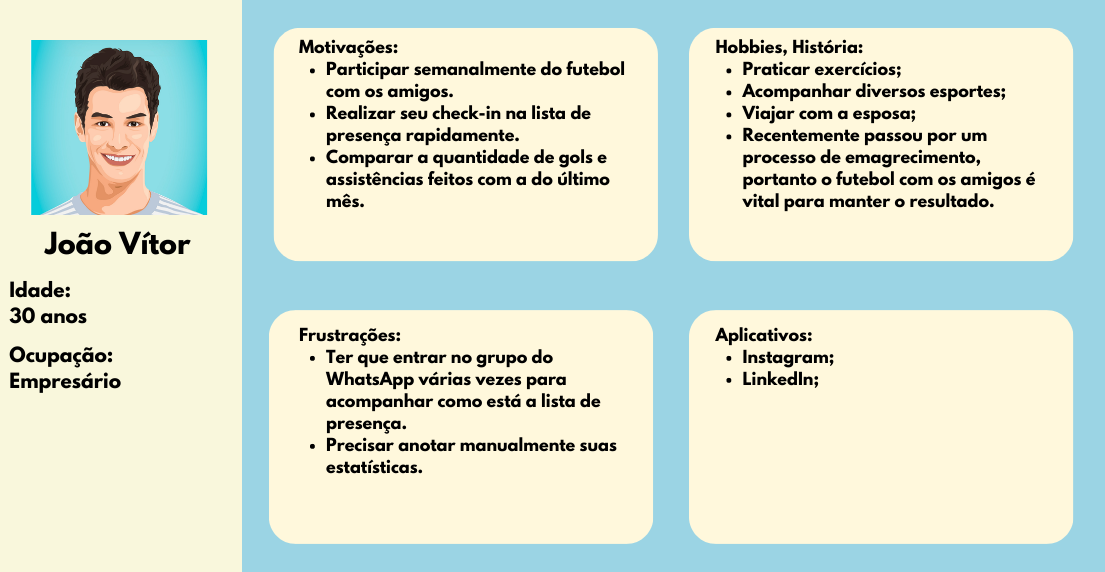 João Vítor
Idade:
30 anos
Ocupação:
Empresário
Motivações:
• Participar semanalmente do futebol
com os amigos.
• Realizar seu check-in na lista de
presença rapidamente.
• Comparar a quantidade de gols e
assistências feitos com a do último
mês.
Hobbies, História:
• Praticar exercícios;
• Acompanhar diversos esportes;
• Viajar com a esposa;
• Recentemente passou por um
processo de emagrecimento,
portanto o futebol com os amigos é
vital para manter o resultado.
Frustrações:
• Ter que entrar no grupo do
WhatsApp várias vezes para
acompanhar como está a lista de
presença.
• Precisar anotar manualmente suas
estatísticas.
Aplicativos:
• Instagram;
• LinkedIn;